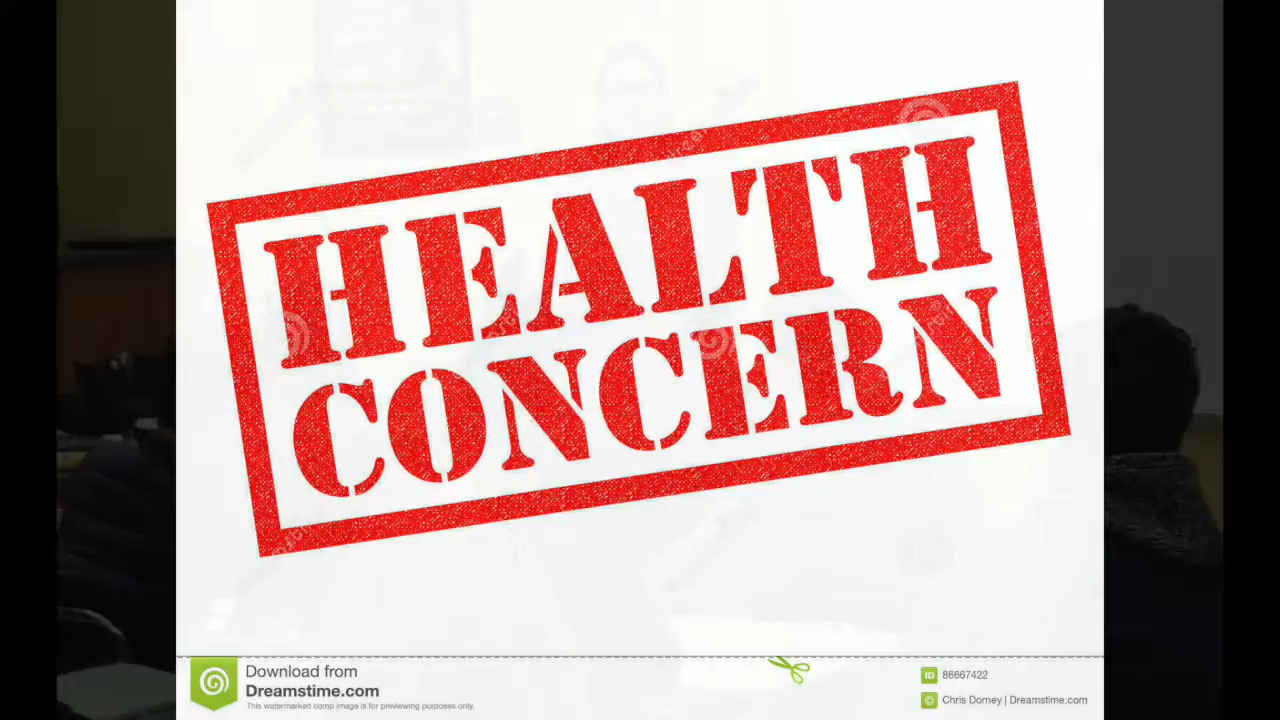 HEALTH
CONCERN
Download from
Dreamstime.com
This watermarked comp image is for previewing purposes only.
ID 86667422
Chris Dorney | Dreamstime.com